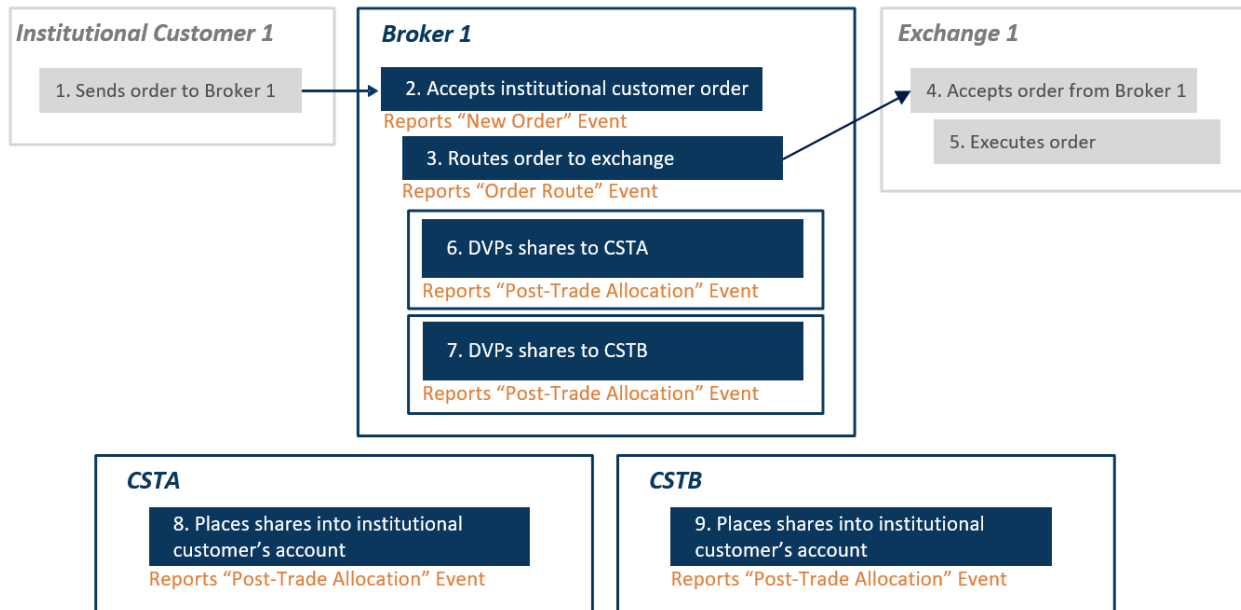 Institutional Customer 1
1. Sends order to Broker 1
Broker 1
2. Accepts institutional customer order
Reports “New Order” Event
3. Routes order to exchange
Reports “Order Route” Event
6. DVPs shares to CSTA
Reports “Post-Trade Allocation” Event
7. DVPs shares to CSTB
Reports “Post-Trade Allocation” Event
Exchange 1
4. Accepts order from Broker 1
5. Executes order
CSTA
8. Places shares into institutional
customer’s account
Reports “Post-Trade Allocation” Event
CSTB
9. Places shares into institutional
customer’s account
Reports “Post-Trade Allocation” Event